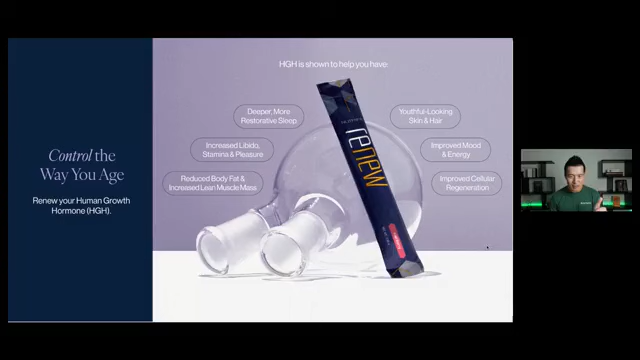 HGH is shown to help you have:
Deeper, More
Restorative Sleep
Increased Libido,
Stamina & Pleasure
Reduced Body Fat &
Increased Lean Muscle Mass
Youthful-Looking
Skin & Hair
Improved Mood
& Energy
Improved Cellular
Regeneration
renew
Control the
Way You Age
Renew your Human Growth
Hormone (HGH).